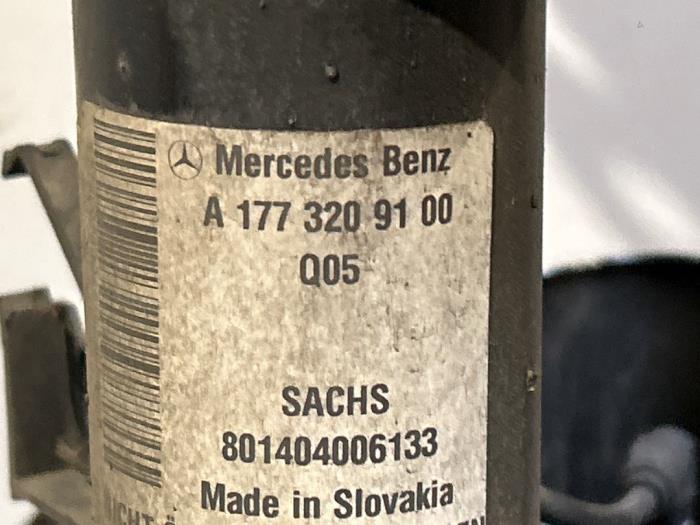 Mercedes Benz
A 177 320 91 00
Q05
SACHS
801404006133
Made in Slovakia